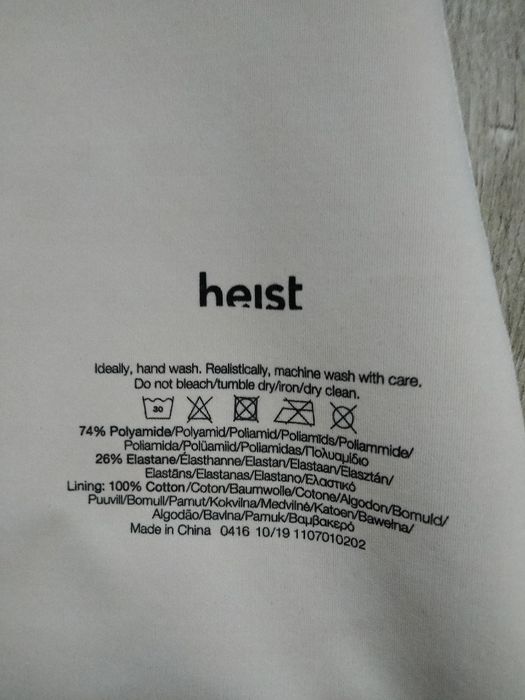 heist
Ideally, hand wash. Realistically, machine wash with care.
Do not bleach/tumble dry/iron/dry clean.
30
74% Polyamide/Polyamid/Poliamid/Poliamīds/Poliammide/
Poliamida/Polüamiid/Poliamidas/Πολυαμίδιο
26% Elastane/Élasthanne/Elastan/Elastaan/Elasztán/
Elastāns/Elastanas/Elastano/Ελαστικό
Lining: 100% Cotton/Coton/Baumwolle/Cotone/Algodon/Bomuld/
Puuvill/Bomull/Pamut/Kokvilna/Medvilnė/Katoen/Bawełna/
Algodão/Bavlna/Pamuk/Βαμβακερό
Made in China 0416 10/19 1107010202